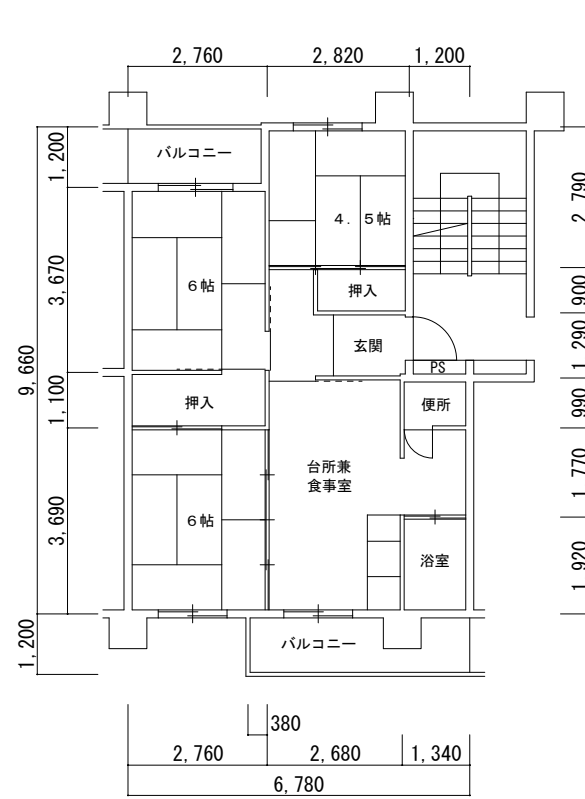 2,760
2,820
1,200
1,200
3,670
9,660
1,100
3,690
1,200
バルコニー
4.5帖
6帖
押入
玄関
PS
押入
便所
台所兼
食事室
6帖
浴室
バルコニー
2,790
900
1,290
990
1,770
1,920
380
2,760
2,680
1,340
6,780